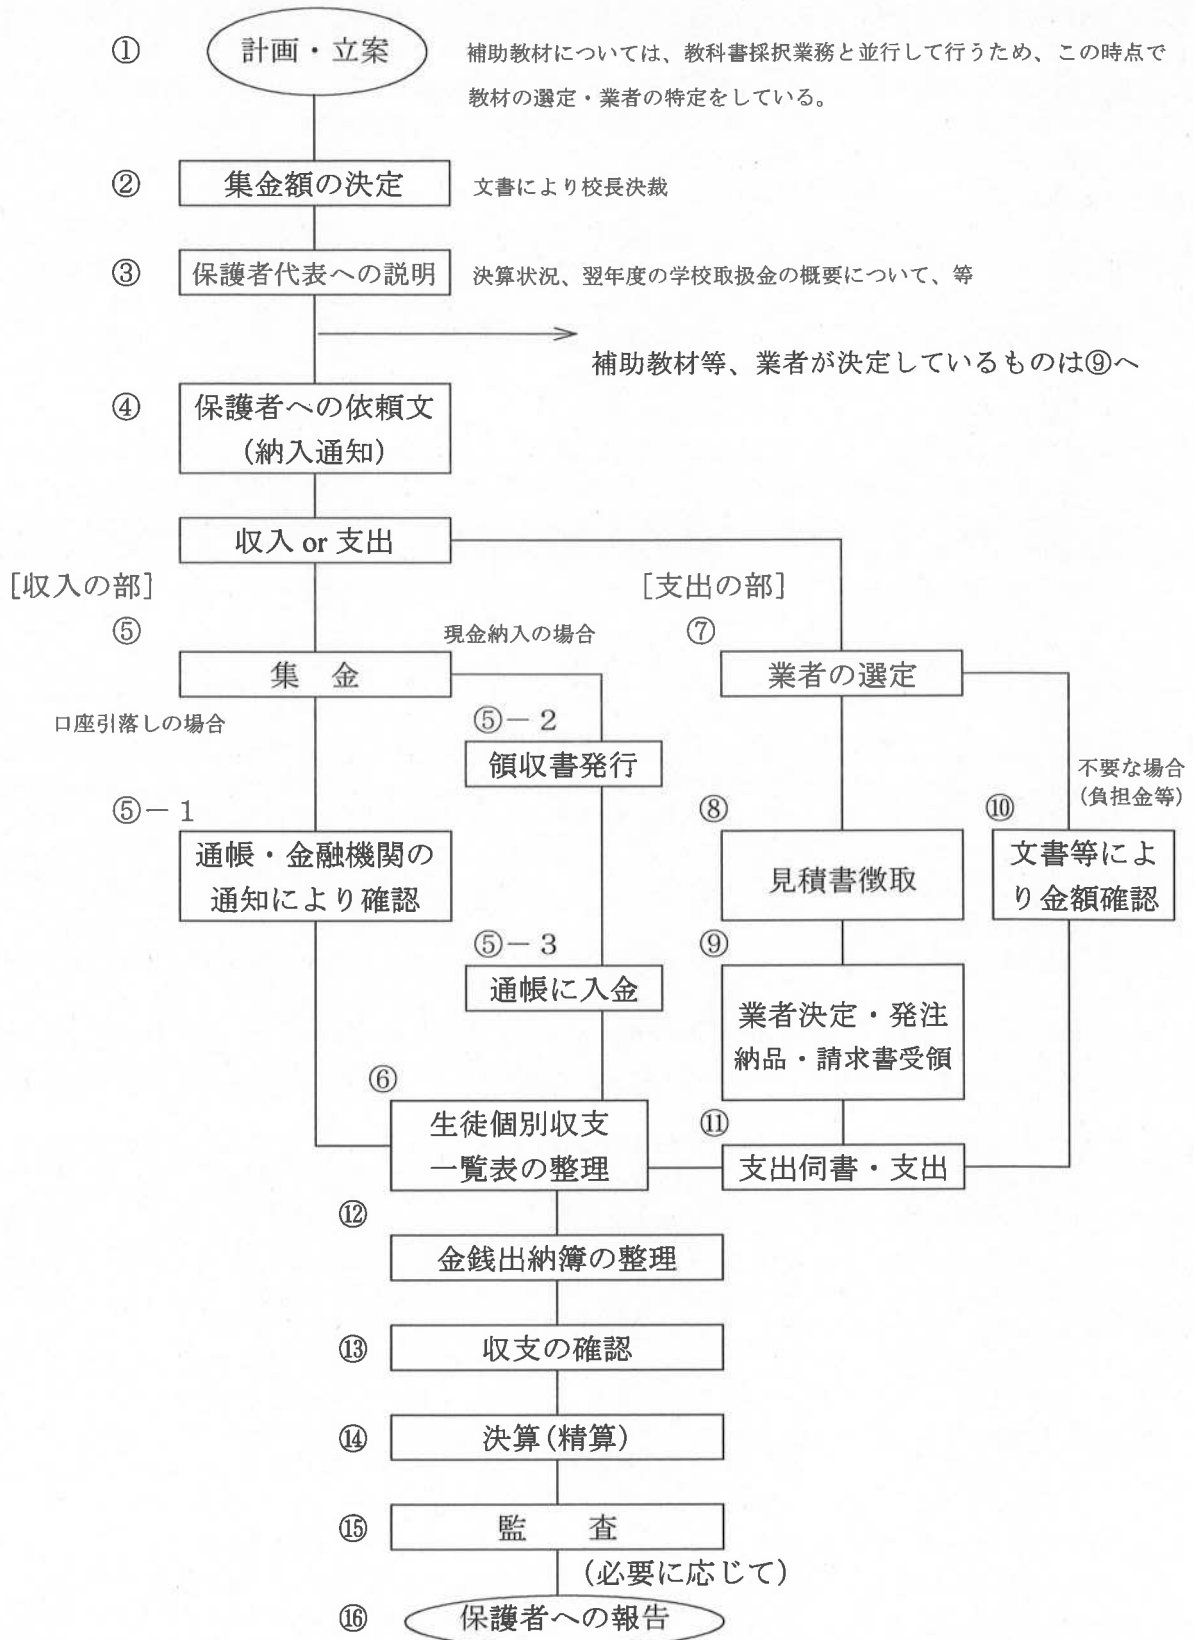 ① 計画・立案 補助教材については、教科書採択業務と並行して行うため、この時点で
教材の選定・業者の特定をしている。
② 集金額の決定 文書により校長決裁
③ 保護者代表への説明 決算状況、翌年度の学校取扱金の概要について、等
補助教材等、業者が決定しているものは⑨へ
④ 保護者への依頼文
(納入通知)
収入 or 支出
[収入の部]
[支出の部]
⑤
現金納入の場合
⑦
集 金
業者の選定
口座引落しの場合
⑤−2
領収書発行
不要な場合
(負担金等)
⑤−1
通帳・金融機関の
通知により確認
⑧
見積書徴取
⑩
文書等によ
り金額確認
⑤−3
通帳に入金
⑨
業者決定・発注
納品・請求書受領
⑥
生徒個別収支
一覧表の整理
⑪
支出伺書・支出
⑫
金銭出納簿の整理
⑬ 収支の確認
⑭ 決算(精算)
⑮ 監 査
(必要に応じて)
⑯ 保護者への報告